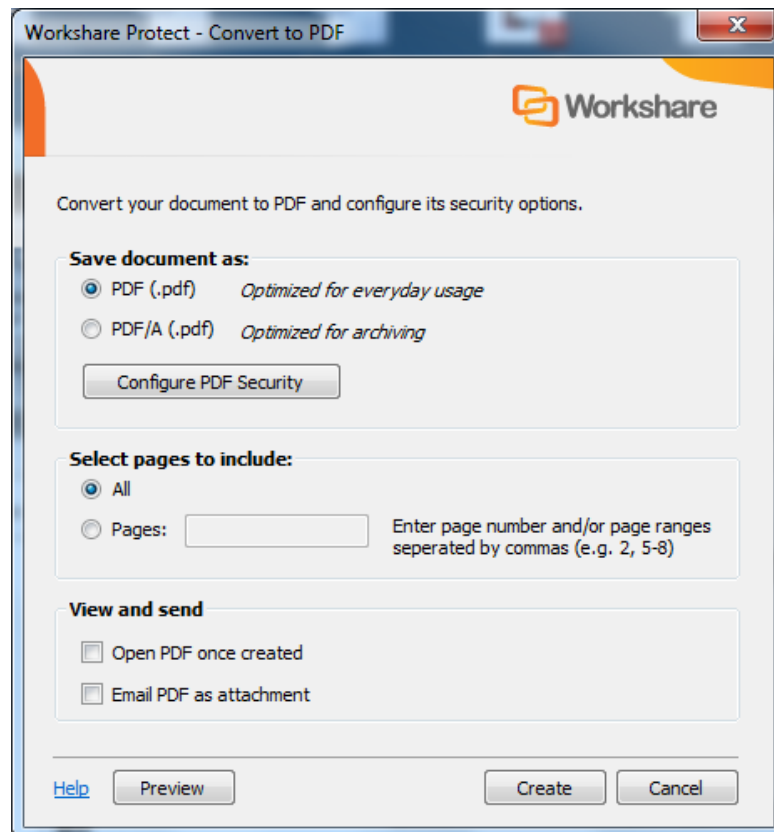 Workshare Protect - Convert to PDF
Workshare
Convert your document to PDF and configure its security options.
Save document as:
PDF (.pdf) Optimized for everyday usage
PDF/A (.pdf) Optimized for archiving
Configure PDF Security
Select pages to include:
All
Pages: Enter page number and/or page ranges
seperated by commas (e.g. 2, 5-8)
View and send
Open PDF once created
Email PDF as attachment
Help Preview Create Cancel